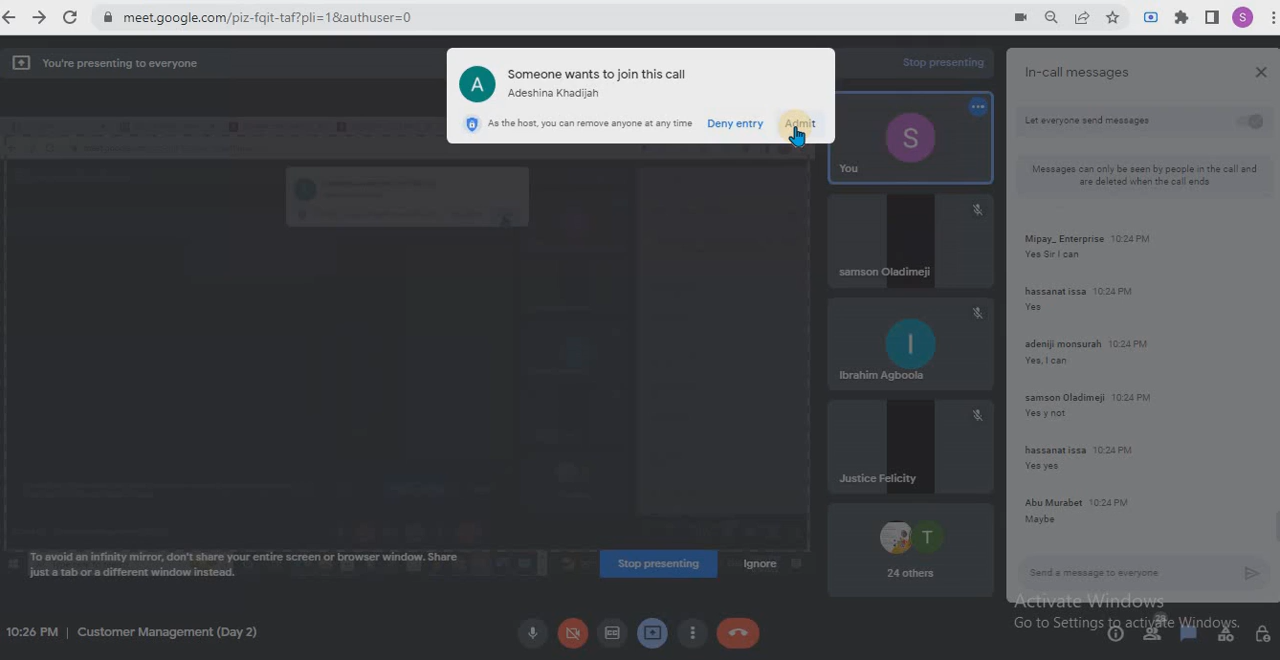 meet.google.com/piz-fqit-taf?pli=1&authuser=0
S
You're presenting to everyone
Stop presenting
Someone wants to join this call
A
Adeshina Khadijah
As the host, you can remove anyone at any time
Deny entry
Admit
S
You
samson Oladimeji
I
Ibrahim Agboola
Justice Felicity
T
24 others
In-call messages
Let everyone send messages
Messages can only be seen by people in the call and
are deleted when the call ends
Mipay_ Enterprise 10:24 PM
Yes Sir I can
hassanat issa 10:24 PM
Yes
adeniji monsurah 10:24 PM
Yes, I can
samson Oladimeji 10:24 PM
Yes y not
hassanat issa 10:24 PM
Yes yes
Abu Murabet 10:24 PM
Maybe
Send a message to everyone
To avoid an infinity mirror, don't share your entire screen or browser window. Share
just a tab or a different window instead.
Stop presenting
Ignore
Activate Windows
Go to Settings to activate Windows.
10:26 PM | Customer Management (Day 2)